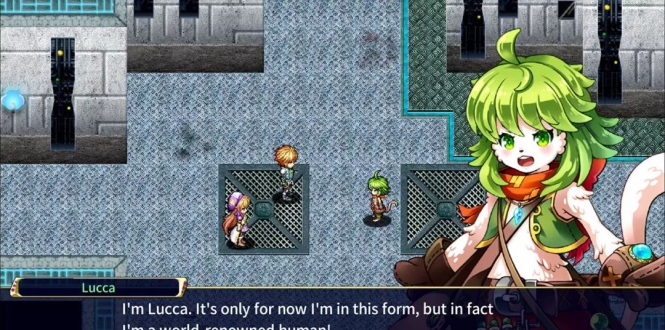 Lucca
I'm Lucca. It's only for now I'm in this form, but in fact
I'm a world-renowned human!